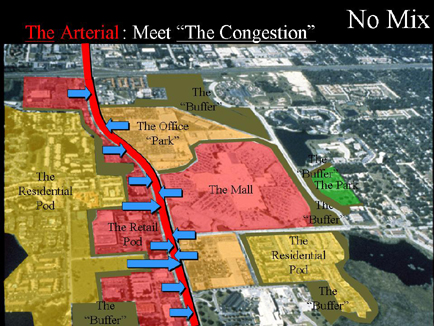 No Mix
The Arterial: Meet “The Congestion”
The
“Buffer”
The Office
“Park”
The
“Buffer”
The Park
The
Residential
Pod
The Mall
The
“Buffer”
The Retail
Pod
The
Residential
Pod
The
“Buffer”
The
“Buffer”